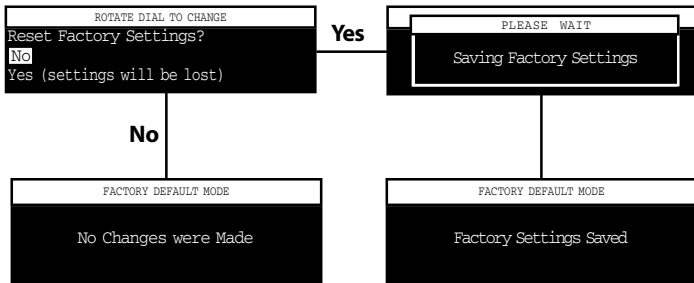 ROTATE DIAL TO CHANGE
Reset Factory Settings?
No
Yes (settings will be lost)
Yes
PLEASE WAIT
Saving Factory Settings
No
FACTORY DEFAULT MODE
No Changes were Made
FACTORY DEFAULT MODE
Factory Settings Saved